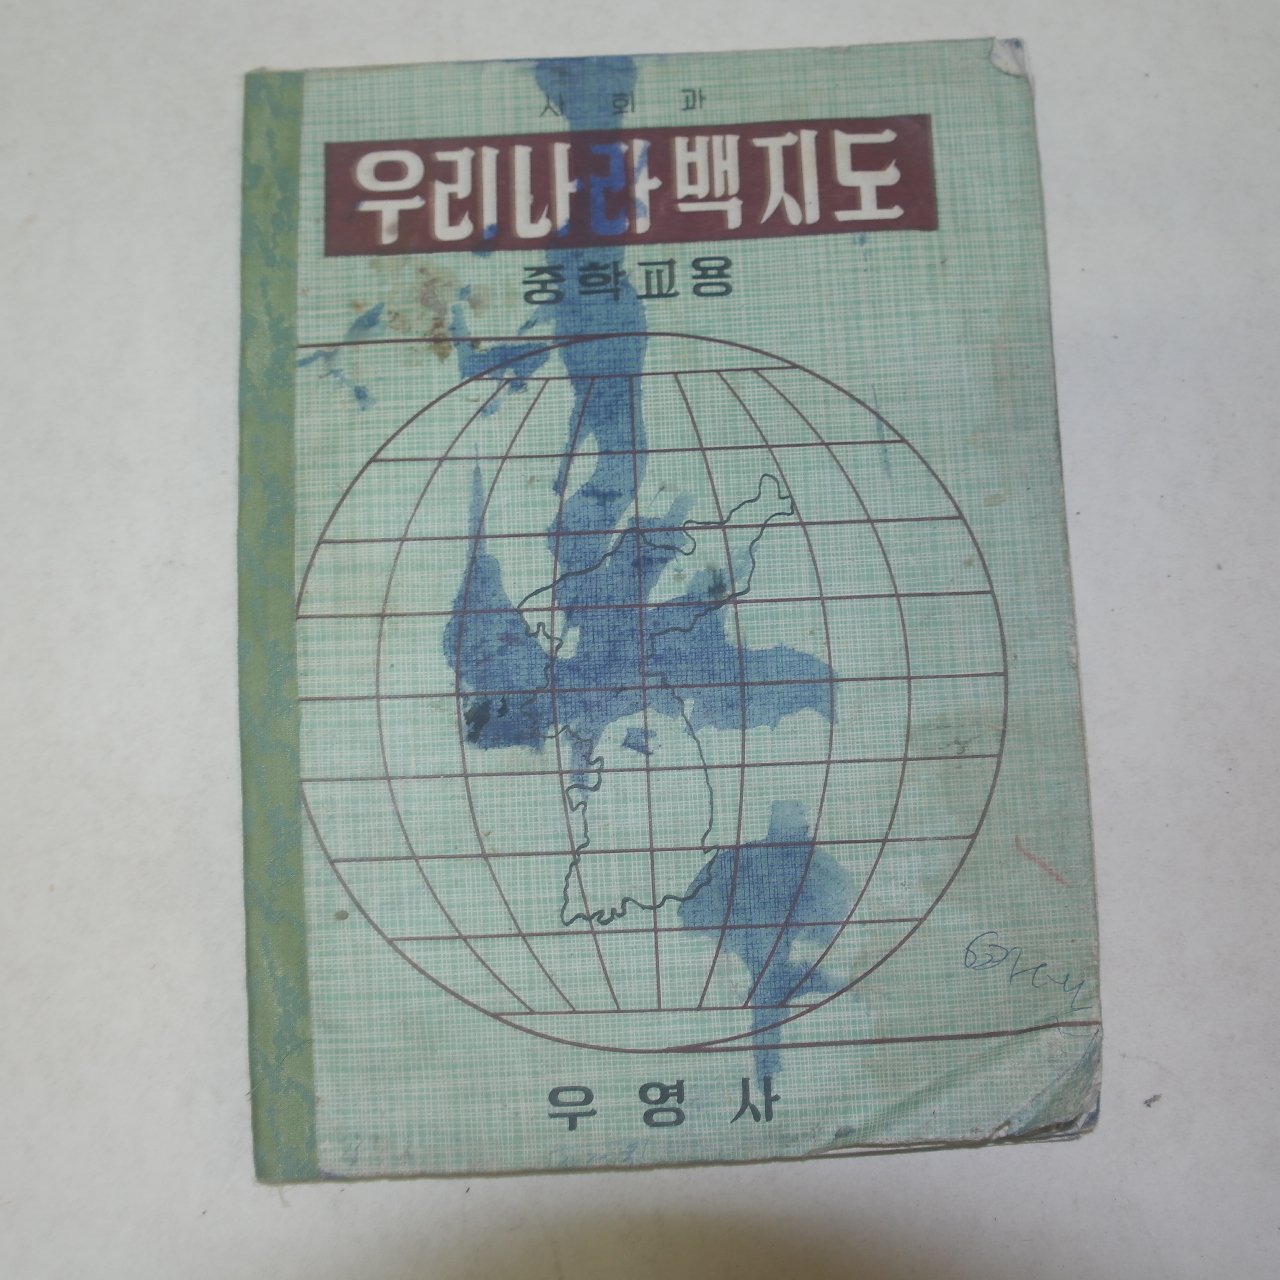 사회과
우리나라 백지도
중학교용
우영사